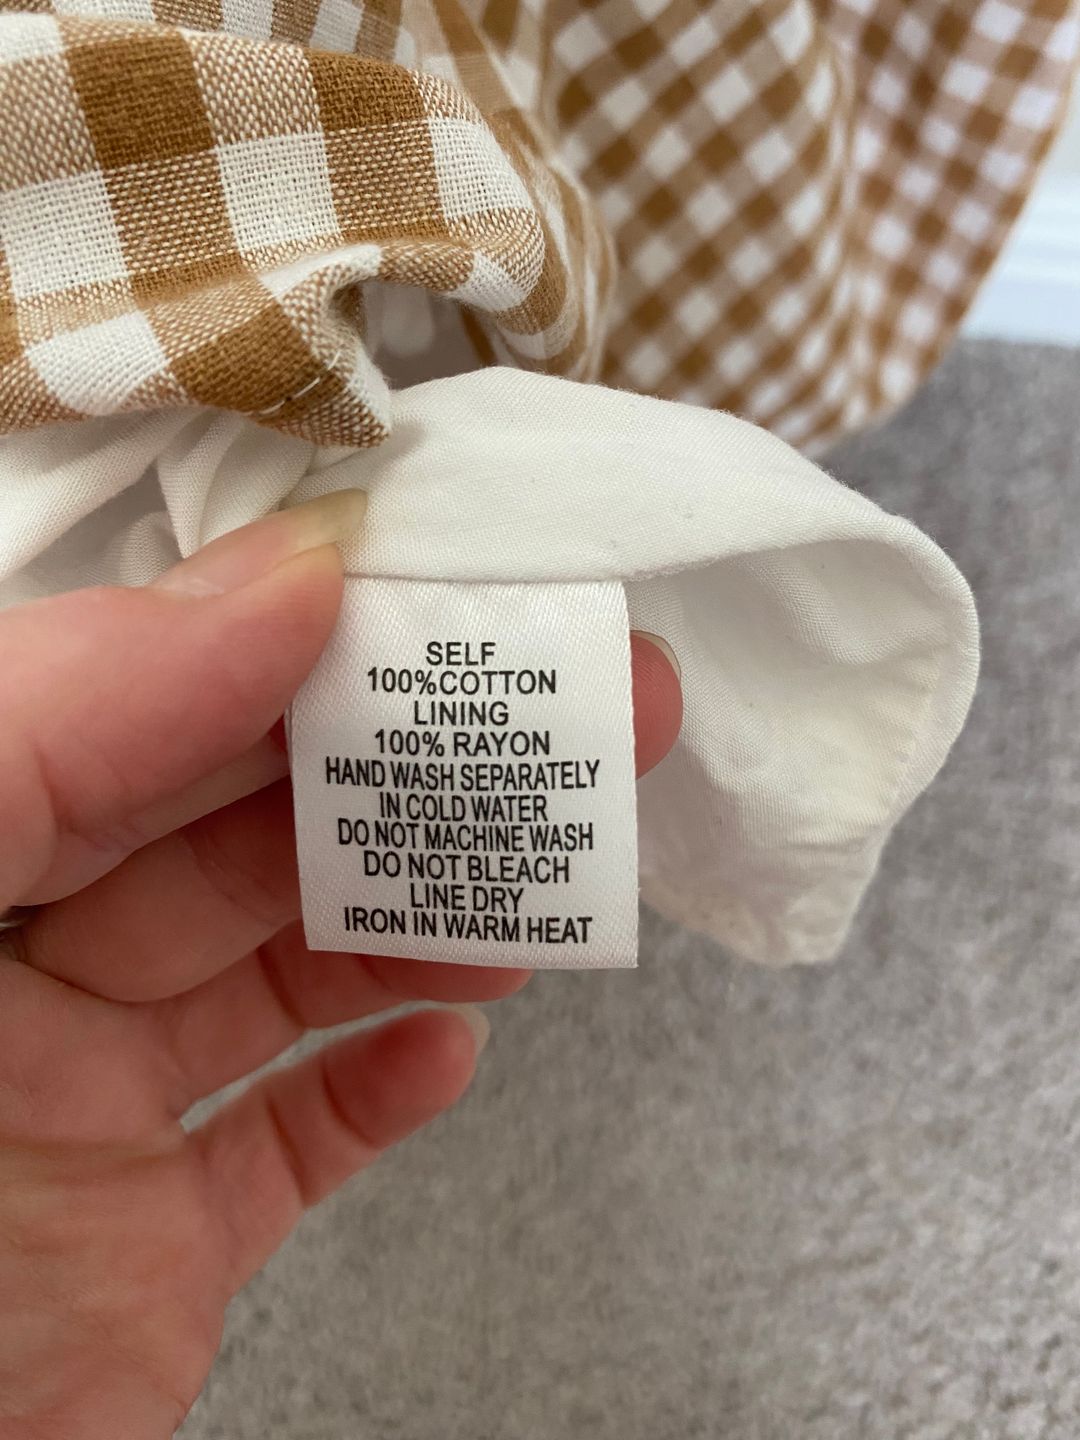 SELF
100%COTTON
LINING
100% RAYON
HAND WASH SEPARATELY
IN COLD WATER
DO NOT MACHINE WASH
DO NOT BLEACH
LINE DRY
IRON IN WARM HEAT